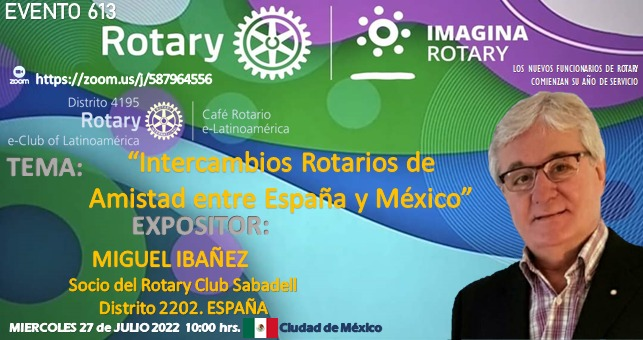 EVENTO 613
Rotary
IMAGINA
ROTARY
zoom https://zoom.us/j/587964556
LOS NUEVOS FUNCIONARIOS DE ROTARY
COMIENZAN SU AÑO DE SERVICIO
Distrito 4195
Rotary
e-Club of Latinoamérica
Café Rotario
e-Latinoamérica
TEMA: “Intercambios Rotarios de
Amistad entre España y México”
EXPOSITOR:
MIGUEL IBAÑEZ
Socio del Rotary Club Sabadell
Distrito 2202. ESPAÑA
MIERCOLES 27 de JULIO 2022 10:00 hrs. Ciudad de México